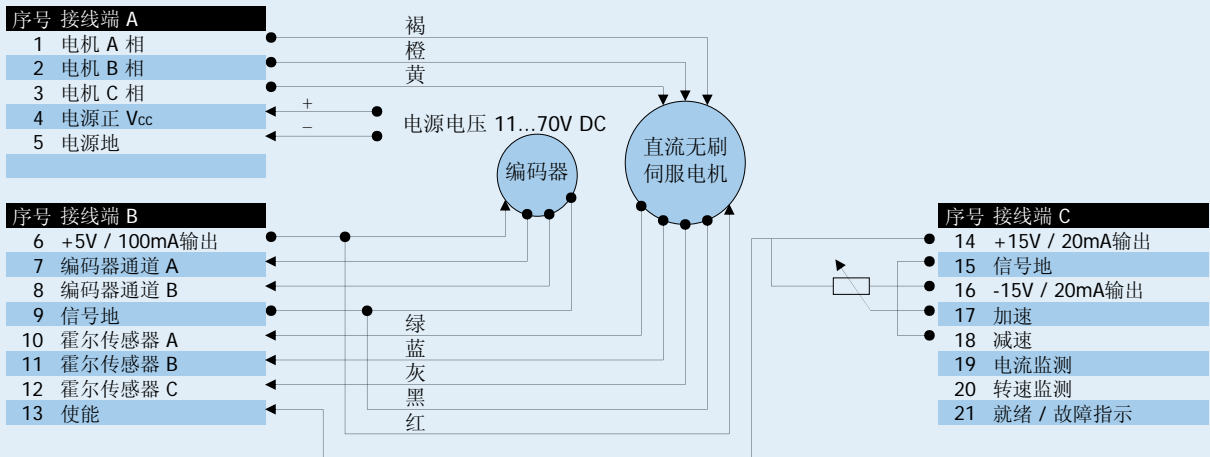 序号 接线端 A
1 电机 A 相
2 电机 B 相
3 电机 C 相
4 电源正 Vcc
5 电源地
褐
橙
黄
+
−
电源电压 11...70V DC
编码器
直流无刷
伺服电机
序号 接线端 B
6 +5V / 100mA输出
7 编码器通道 A
8 编码器通道 B
9 信号地
10 霍尔传感器 A
11 霍尔传感器 B
12 霍尔传感器 C
13 使能
绿
蓝
灰
黑
红
序号 接线端 C
14 +15V / 20mA输出
15 信号地
16 -15V / 20mA输出
17 加速
18 减速
19 电流监测
20 转速监测
21 就绪 / 故障指示